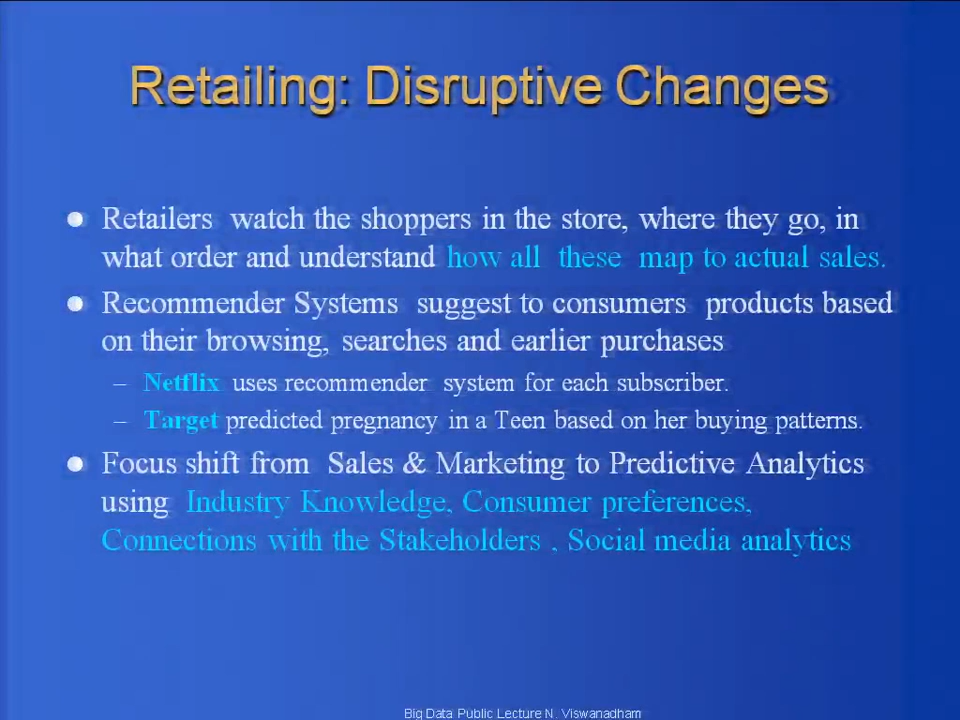 Retailing: Disruptive Changes
Retailers watch the shoppers in the store, where they go, in
what order and understand how all these map to actual sales.
Recommender Systems suggest to consumers products based
on their browsing, searches and earlier purchases
– Netflix uses recommender system for each subscriber.
– Target predicted pregnancy in a Teen based on her buying patterns.
Focus shift from Sales & Marketing to Predictive Analytics
using Industry Knowledge, Consumer preferences,
Connections with the Stakeholders , Social media analytics
Big Data Public Lecture N. Viswanadham